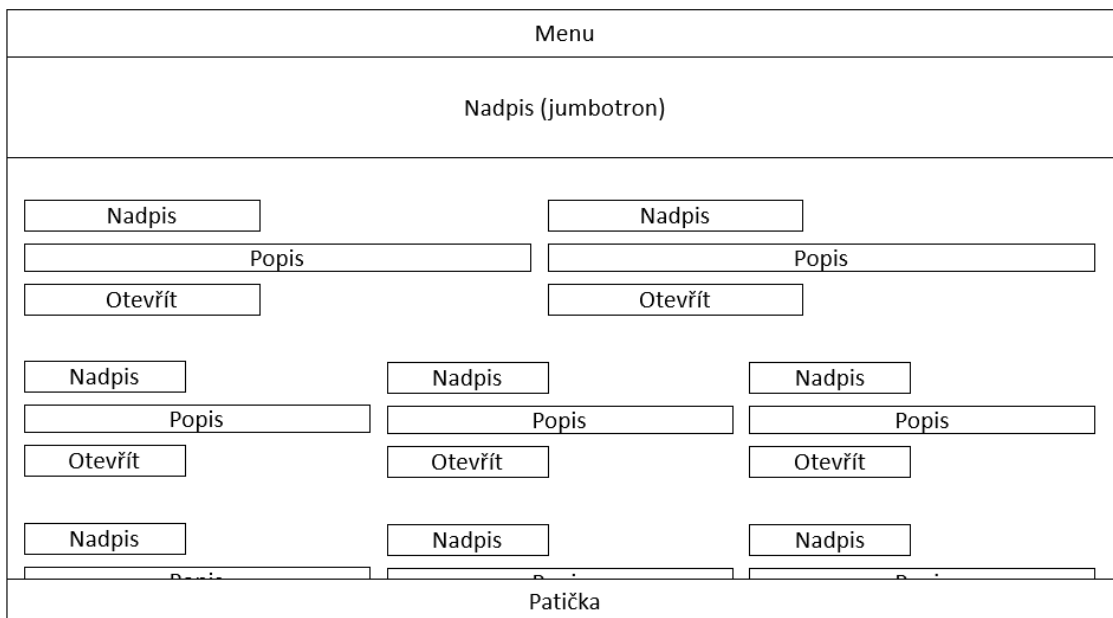 Menu
Nadpis (jumbotron)
Nadpis Nadpis
Popis Popis
Otevřít Otevřít
Nadpis Nadpis Nadpis
Popis Popis Popis
Otevřít Otevřít Otevřít
Nadpis Nadpis Nadpis
Patička